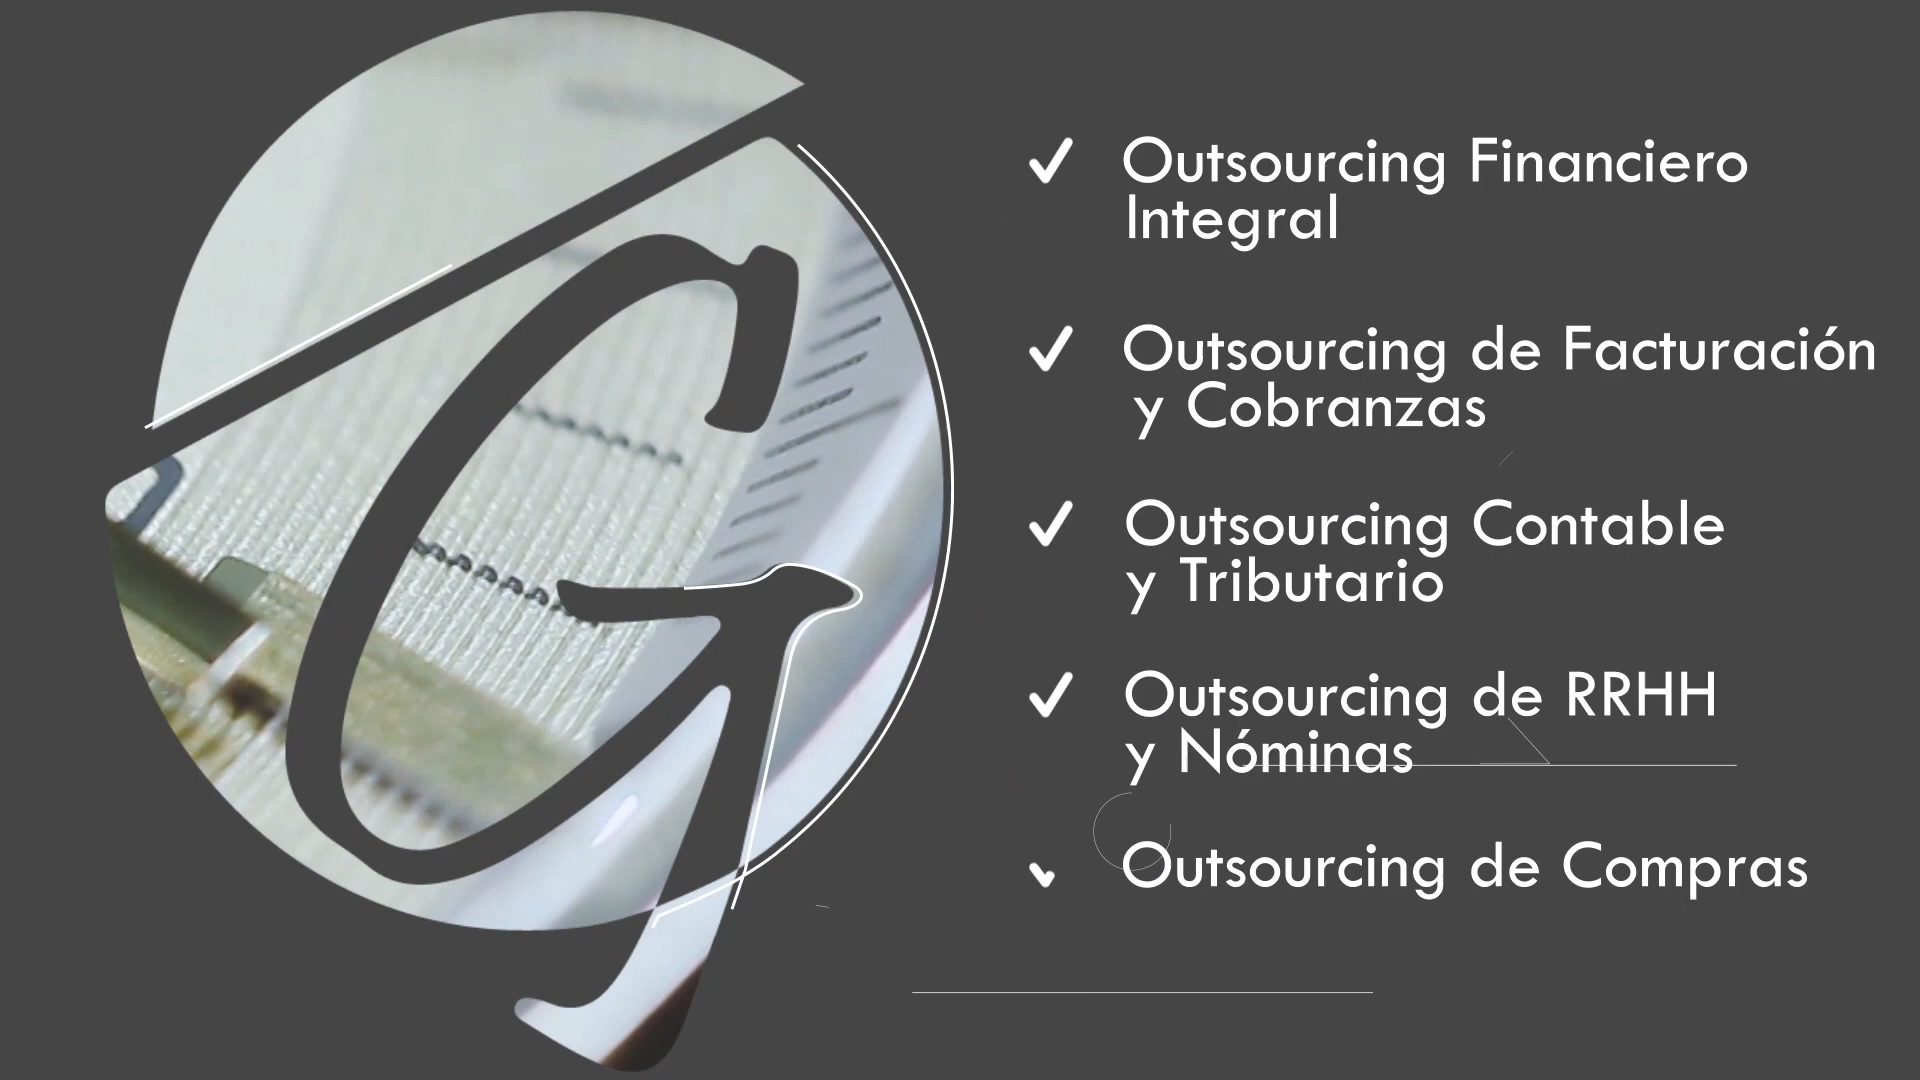 G
Outsourcing Financiero
Integral
Outsourcing de Facturación
y Cobranzas
Outsourcing Contable
y Tributario
Outsourcing de RRHH
y Nóminas
Outsourcing de Compras